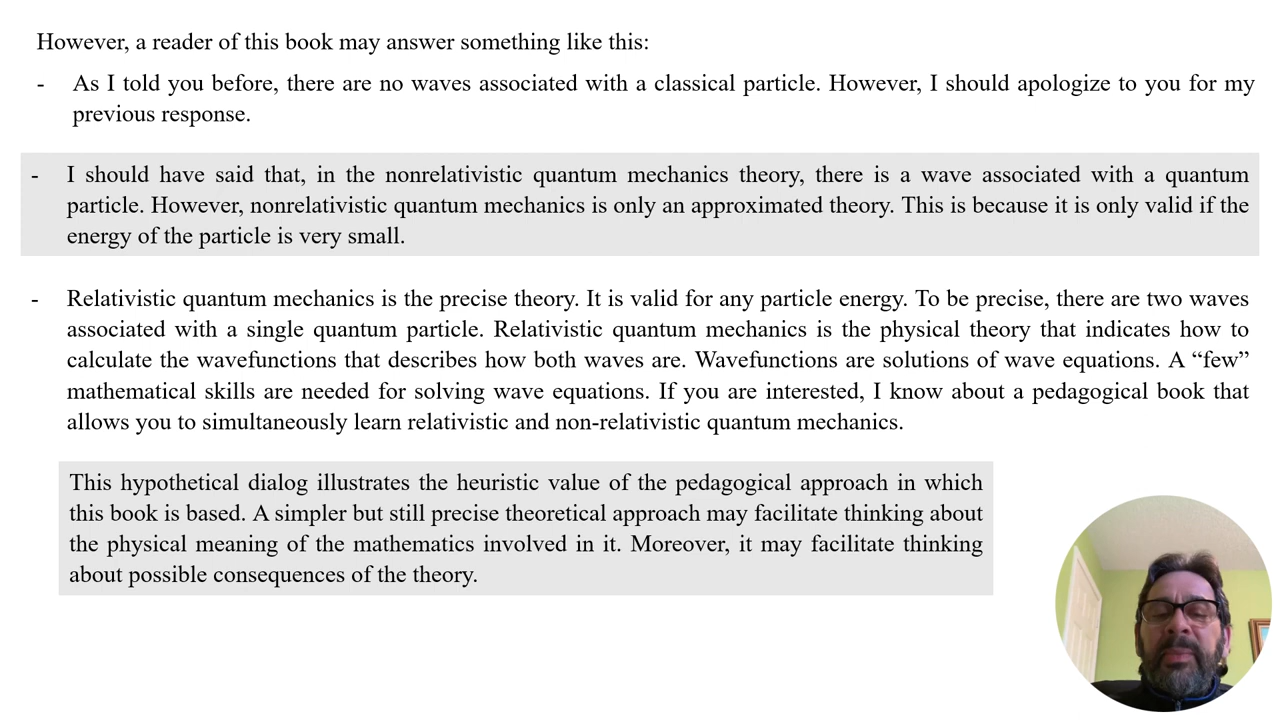 However, a reader of this book may answer something like this:
- As I told you before, there are no waves associated with a classical particle. However, I should apologize to you for my
previous response.
- I should have said that, in the nonrelativistic quantum mechanics theory, there is a wave associated with a quantum
particle. However, nonrelativistic quantum mechanics is only an approximated theory. This is because it is only valid if the
energy of the particle is very small.
- Relativistic quantum mechanics is the precise theory. It is valid for any particle energy. To be precise, there are two waves
associated with a single quantum particle. Relativistic quantum mechanics is the physical theory that indicates how to
calculate the wavefunctions that describes how both waves are. Wavefunctions are solutions of wave equations. A “few”
mathematical skills are needed for solving wave equations. If you are interested, I know about a pedagogical book that
allows you to simultaneously learn relativistic and non-relativistic quantum mechanics.
This hypothetical dialog illustrates the heuristic value of the pedagogical approach in which
this book is based. A simpler but still precise theoretical approach may facilitate thinking about
the physical meaning of the mathematics involved in it. Moreover, it may facilitate thinking
about possible consequences of the theory.